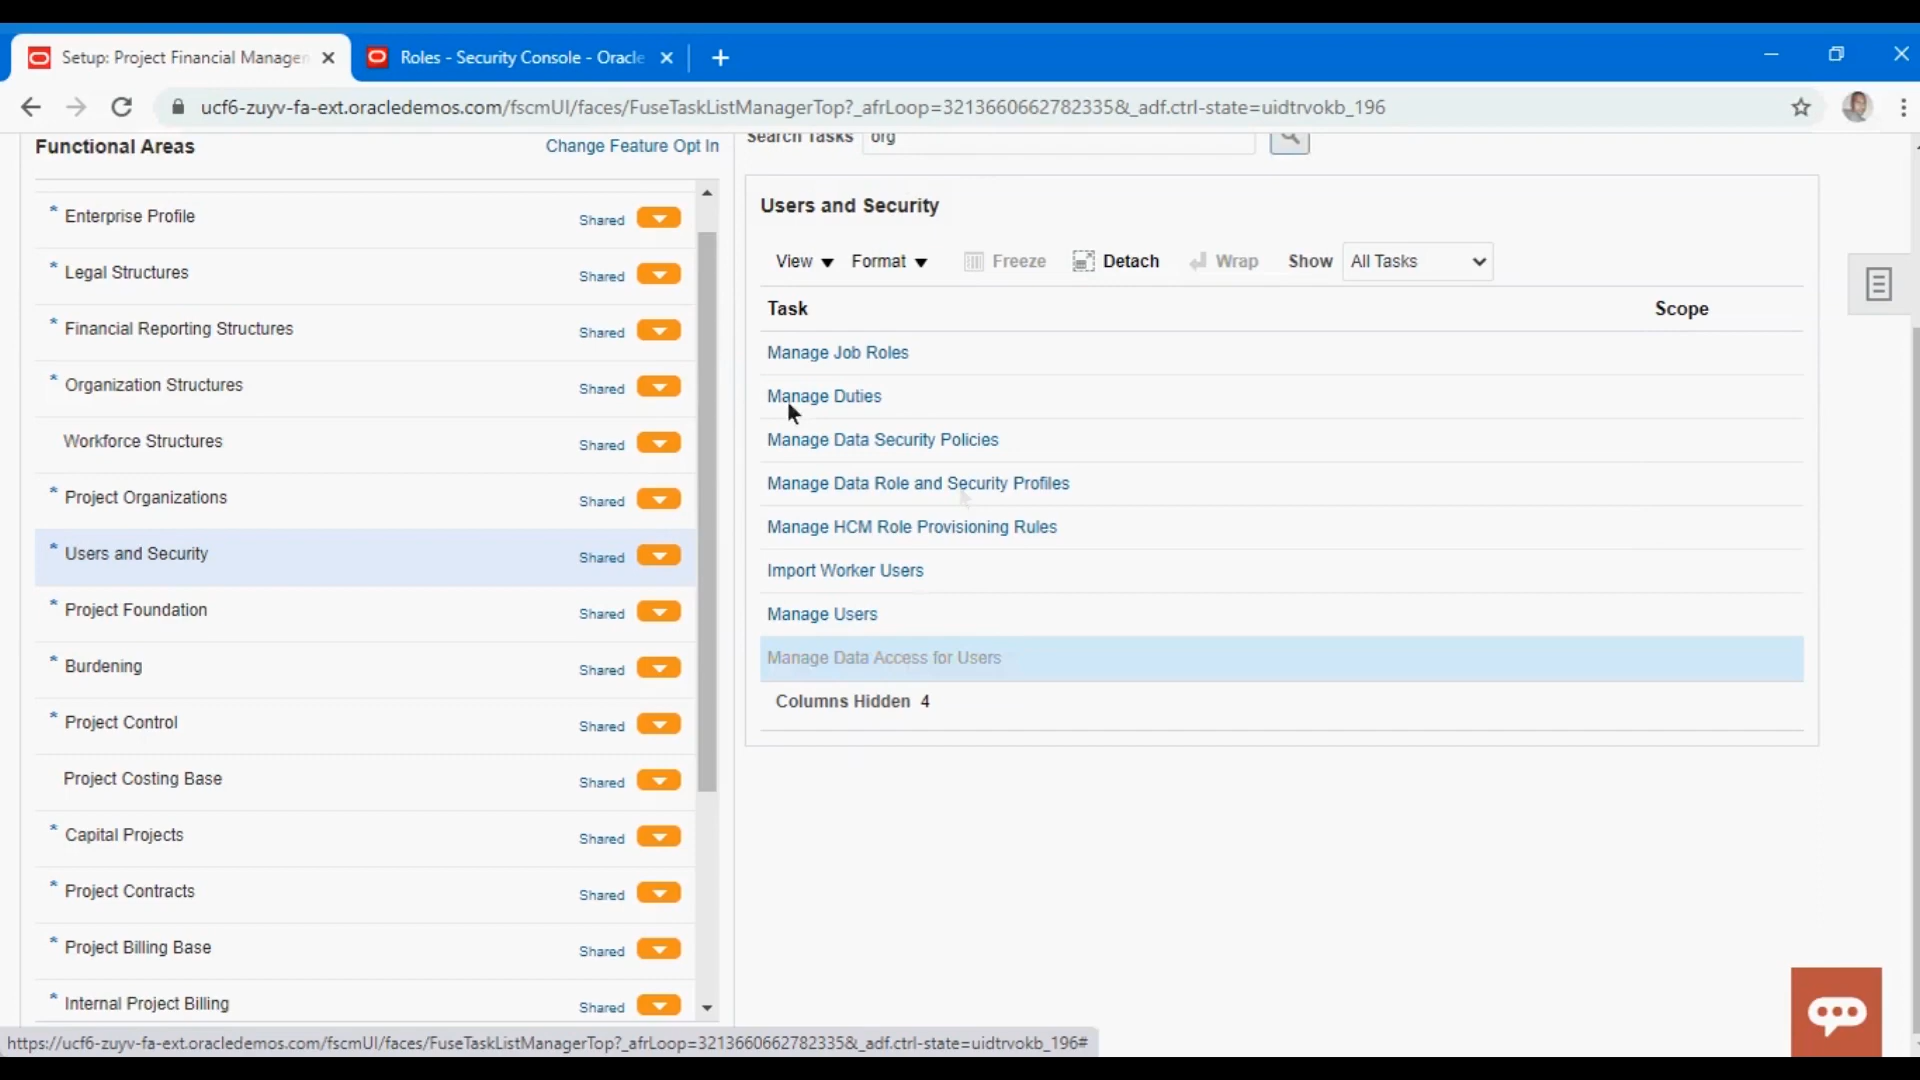 Setup: Project Financial Manager
Roles - Security Console - Oracle
ucf6-zuyv-fa-ext.oracledemos.com/fscmUI/faces/FuseTaskListManagerTop?_afrLoop=3213660662782335&_adf.ctrl-state=uidtrvokb_196
Functional Areas
Change Feature Opt In
Search Tasks org
* Enterprise Profile Shared
* Legal Structures Shared
* Financial Reporting Structures Shared
* Organization Structures Shared
Workforce Structures Shared
* Project Organizations Shared
* Users and Security Shared
* Project Foundation Shared
* Burdening Shared
* Project Control Shared
Project Costing Base Shared
* Capital Projects Shared
* Project Contracts Shared
* Project Billing Base Shared
* Internal Project Billing Shared
Users and Security
View Format Freeze Detach Wrap Show All Tasks
Task Scope
Manage Job Roles
Manage Duties
Manage Data Security Policies
Manage Data Role and Security Profiles
Manage HCM Role Provisioning Rules
Import Worker Users
Manage Users
Manage Data Access for Users
Columns Hidden 4
https://ucf6-zuyv-fa-ext.oracledemos.com/fscmUI/faces/FuseTaskListManagerTop?_afrLoop=3213660662782335&_adf.ctrl-state=uidtrvokb_196#